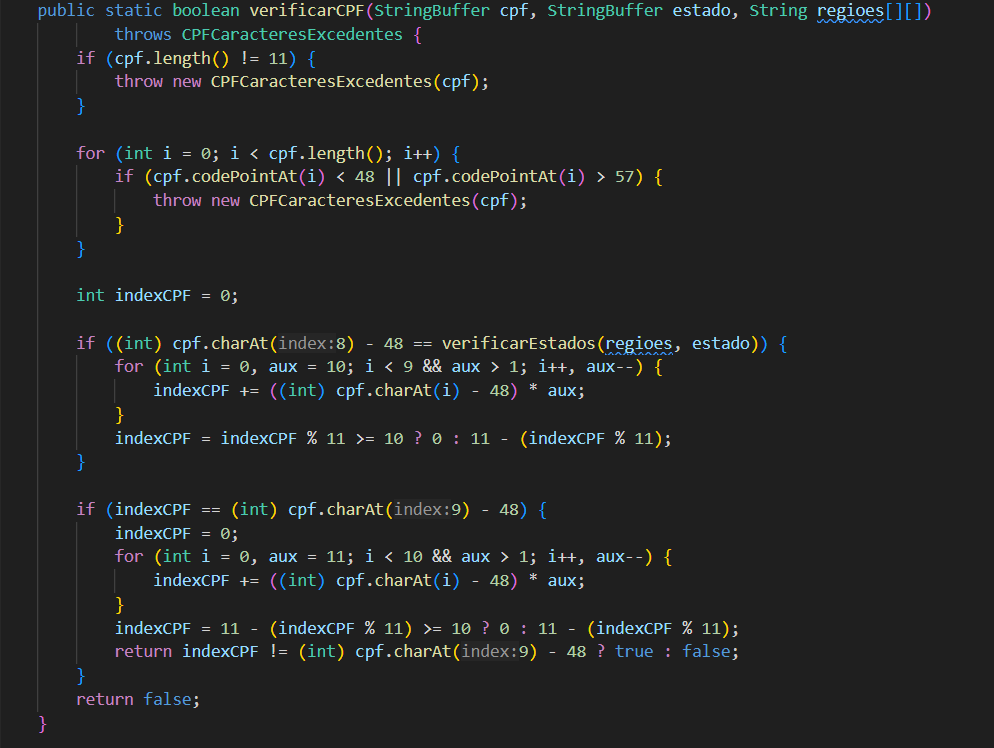 public static boolean verificarCPF(StringBuffer cpf, StringBuffer estado, String regioes[][])
throws CPFCaracteresExcedentes {
if (cpf.length() != 11) {
throw new CPFCaracteresExcedentes(cpf);
}
for (int i = 0; i < cpf.length(); i++) {
if (cpf.codePointAt(i) < 48 || cpf.codePointAt(i) > 57) {
throw new CPFCaracteresExcedentes(cpf);
}
}
int indexCPF = 0;
if ((int) cpf.charAt(index:8) - 48 == verificarEstados(regioes, estado)) {
for (int i = 0, aux = 10; i < 9 && aux > 1; i++, aux--) {
indexCPF += ((int) cpf.charAt(i) - 48) * aux;
}
indexCPF = indexCPF % 11 >= 10 ? 0 : 11 - (indexCPF % 11);
}
if (indexCPF == (int) cpf.charAt(index:9) - 48) {
indexCPF = 0;
for (int i = 0, aux = 11; i < 10 && aux > 1; i++, aux--) {
indexCPF += ((int) cpf.charAt(i) - 48) * aux;
}
indexCPF = 11 - (indexCPF % 11) >= 10 ? 0 : 11 - (indexCPF % 11);
return indexCPF != (int) cpf.charAt(index:9) - 48 ? true : false;
}
return false;
}